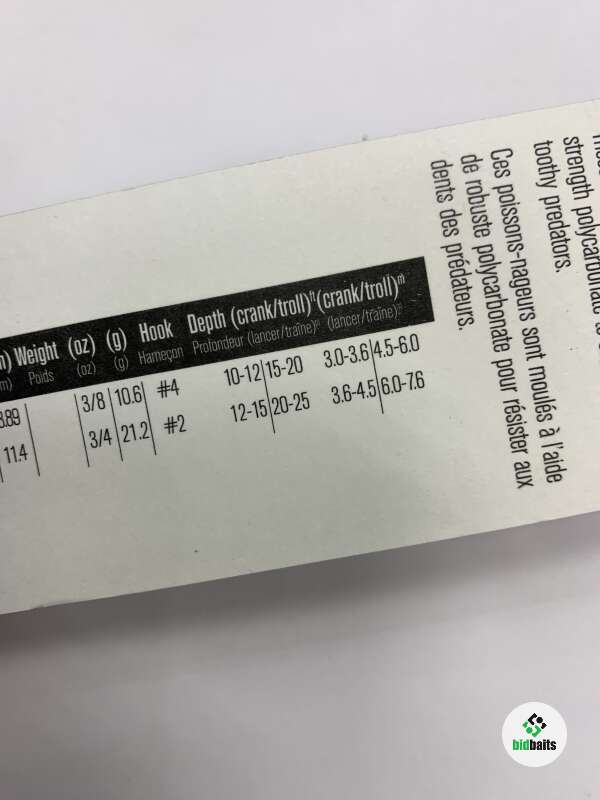 strength polycarbonate to
toothy predators.
Ces poissons-nageurs sont moulés à l'aide
de robuste polycarbonate pour résister aux
dents des prédateurs.
Weight (oz) (g) Hook Depth (crank/troll)ft (crank/troll)m
Poids (oz) (g) Hameçon Profondeur (lancer/traîne)
(lancer/traîne)
3/8 10.6 #4 10-12 15-20 3.0-3.6 4.5-6.0
11.4 3/4 21.2 #2 12-15 20-25 3.6-4.5 6.0-7.6
bidbaits